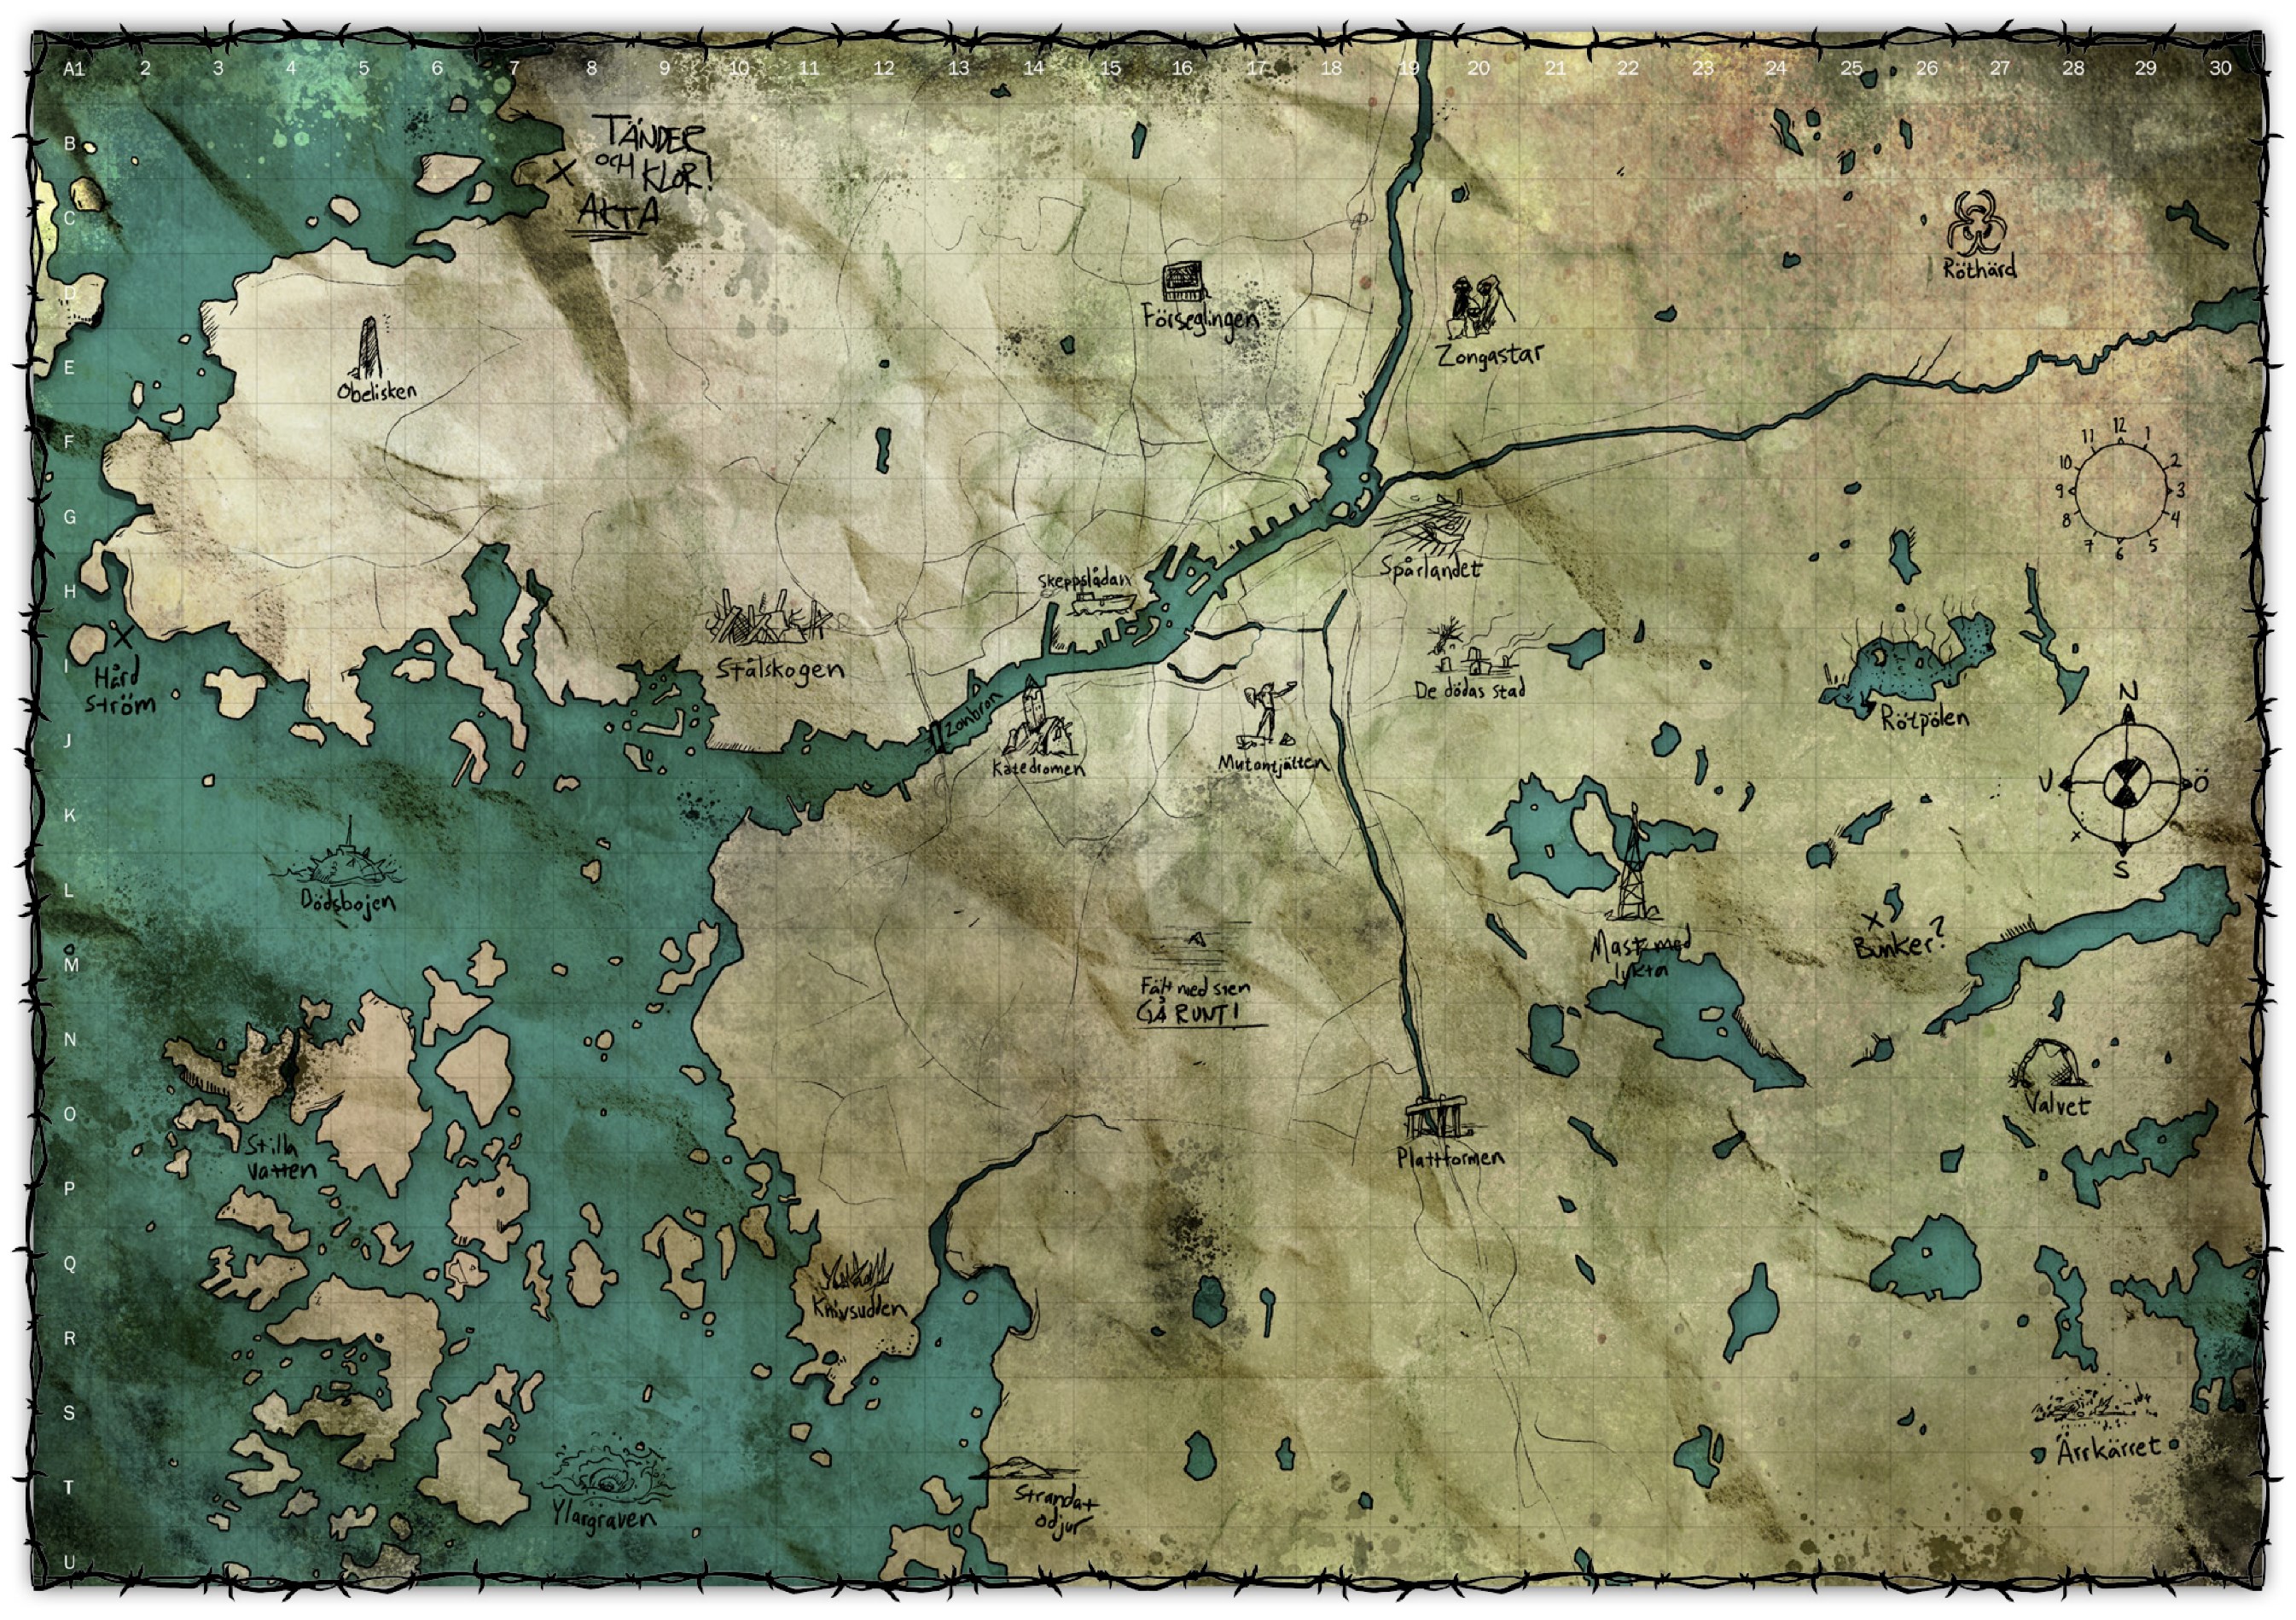 A1 2 3 4 5 6 7 8 9 10 11 12 13 14 15 16 17 18 19 20 21 22 23 24 25 26 27 28 29 30
B
C
D
E
F
G
H
I
J
K
L
M
N
O
P
Q
R
S
T
U
TÄNDER
OCH KLOR!
AKTA
Röthärd
Förseglingen
Zongastar
Obelisken
12
11 1
10 2
9 3
8 4
7 5
6
Spårlandet
Skeppslådan
Stålskogen
Hård
ström
De dödas stad
Rötpölen
Zonbron
Katedromen
Mutantjätten
N
V Ö
S
Dödsbojen
Mast med
lykta
Bunker?
Fält med sten
GÅ RUNT!
Valvet
Stilla
vatten
Plattformen
Knivsudden
Ärrkärret
Ylargraven
Strandat
odjur